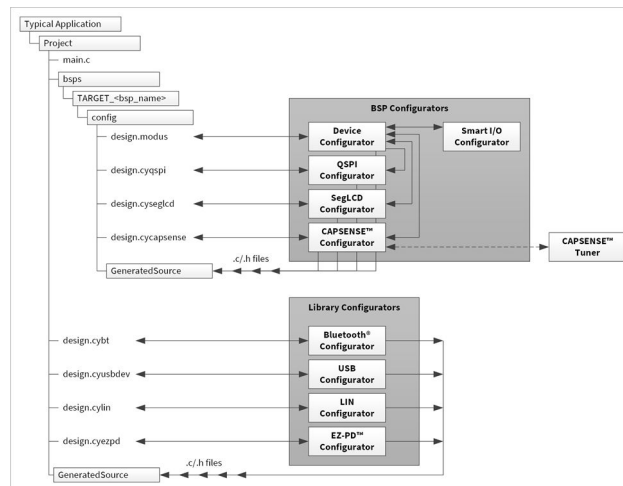 Typical Application
Project
main.c
bsps
TARGET_<bsp_name>
config
BSP Configurators
design.modus
Device
Configurator
Smart I/O
Configurator
design.cyqspi
QSPI
Configurator
design.cyseglcd
SegLCD
Configurator
design.cycapsense
CAPSENSE™
Configurator
CAPSENSE™
Tuner
GeneratedSource
.c/.h files
Library Configurators
design.cybt
Bluetooth®
Configurator
design.cyusbdev
USB
Configurator
design.cylin
LIN
Configurator
design.cyezpd
EZ-PD™
Configurator
GeneratedSource
.c/.h files